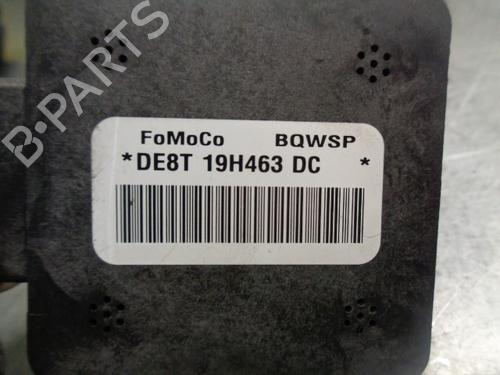 B-PARTS
FoMoCo BQWSP
*DE8T 19H463 DC *